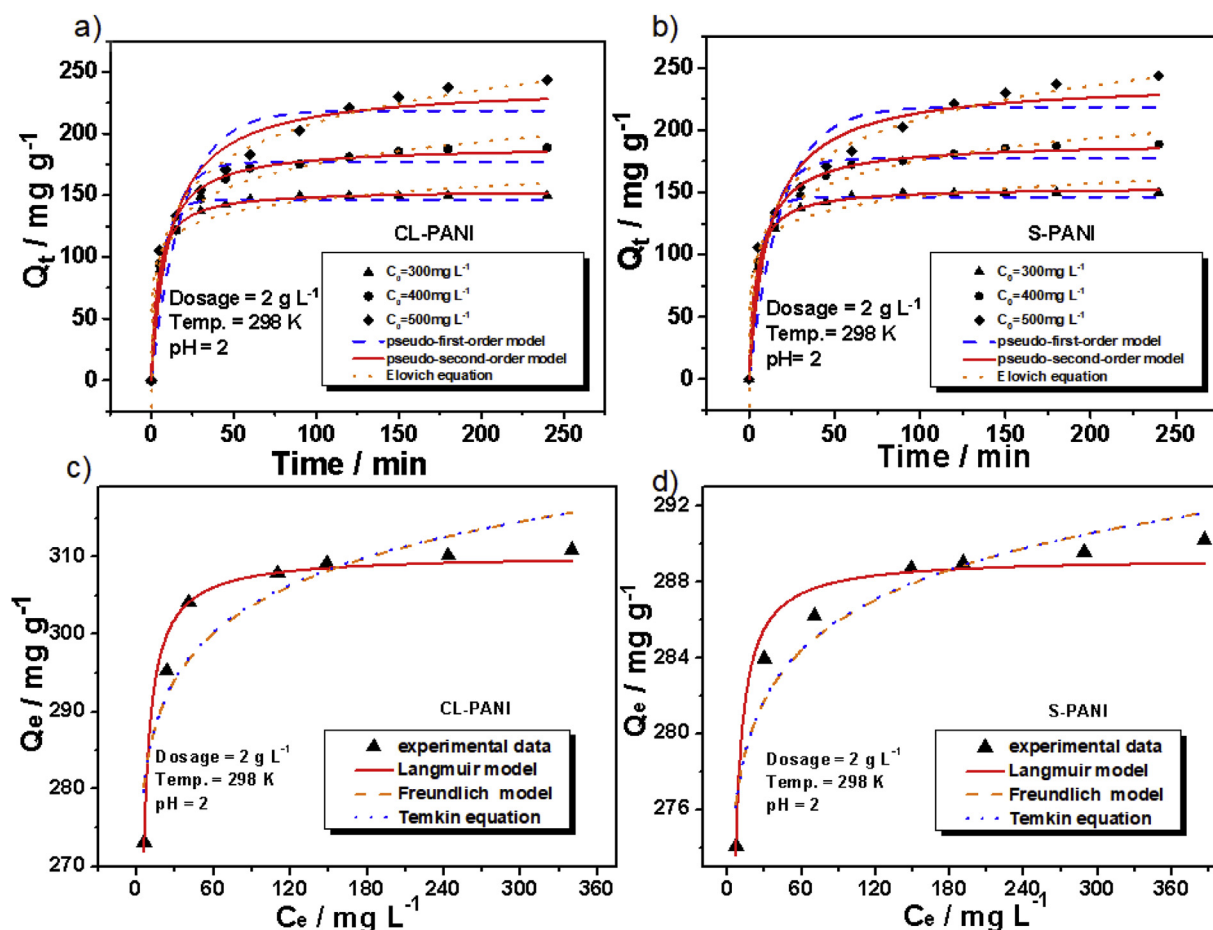 a)
Q_t / mg g^-1
250
200
150
100
50
0
CL-PANI
C_0=300mg L^-1
C_0=400mg L^-1
C_0=500mg L^-1
pseudo-first-order model
pseudo-second-order model
Elovich equation
Dosage = 2 g L^-1
Temp. = 298 K
pH = 2
0 50 100 150 200 250
Time / min
b)
Q_t / mg g^-1
250
200
150
100
50
0
S-PANI
C_0=300mg L^-1
C_0=400mg L^-1
C_0=500mg L^-1
pseudo-first-order model
pseudo-second-order model
Elovich equation
Dosage = 2 g L^-1
Temp. = 298 K
pH = 2
0 50 100 150 200 250
Time / min
c)
Q_e / mg g^-1
310
300
290
280
270
CL-PANI
Dosage = 2 g L^-1
Temp. = 298 K
pH = 2
experimental data
Langmuir model
Freundlich model
Temkin equation
0 60 120 180 240 300 360
C_e / mg L^-1
d)
Q_e / mg g^-1
292
288
284
280
276
S-PANI
Dosage = 2 g L^-1
Temp. = 298 K
pH = 2
experimental data
Langmuir model
Freundlich model
Temkin equation
0 60 120 180 240 300 360
C_e / mg L^-1